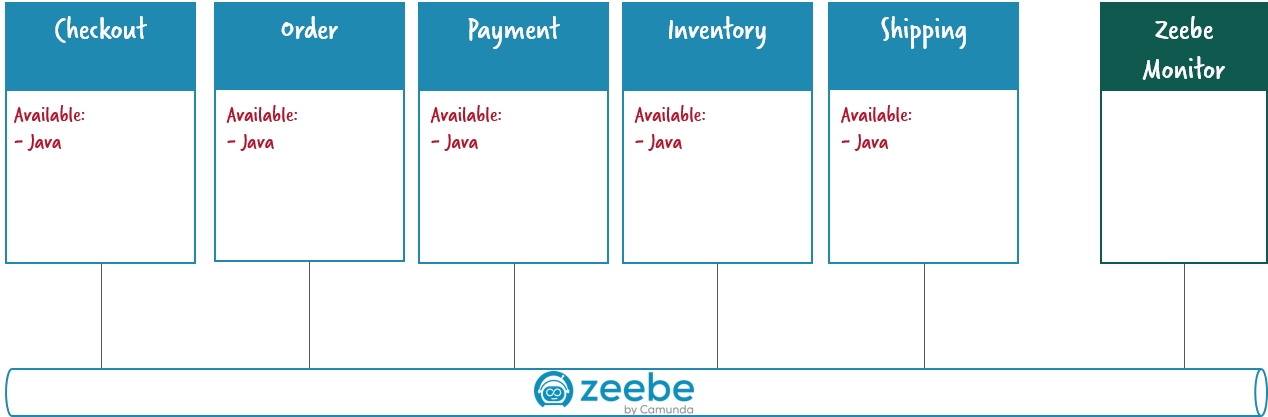 Checkout
Available:
- Java
Order
Available:
- Java
Payment
Available:
- Java
Inventory
Available:
- Java
Shipping
Available:
- Java
Zeebe
Monitor
zeebe
by Camunda